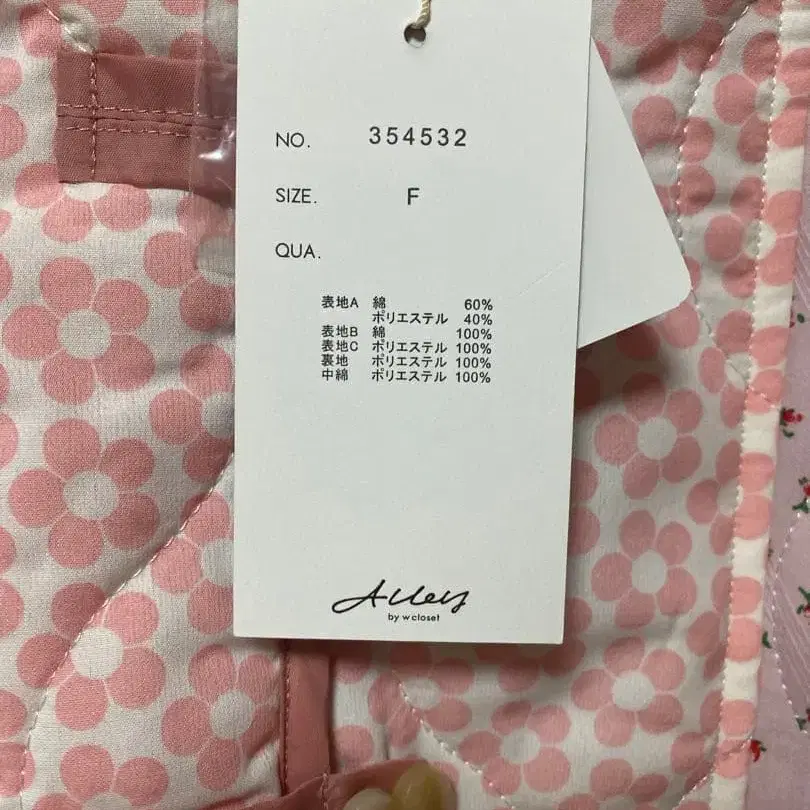 NO. 354532
SIZE. F
QUA.
表地A 綿 60%
ポリエステル 40%
表地B 綿 100%
表地C ポリエステル 100%
裏地 ポリエステル 100%
中綿 ポリエステル 100%
Alley
by w closet